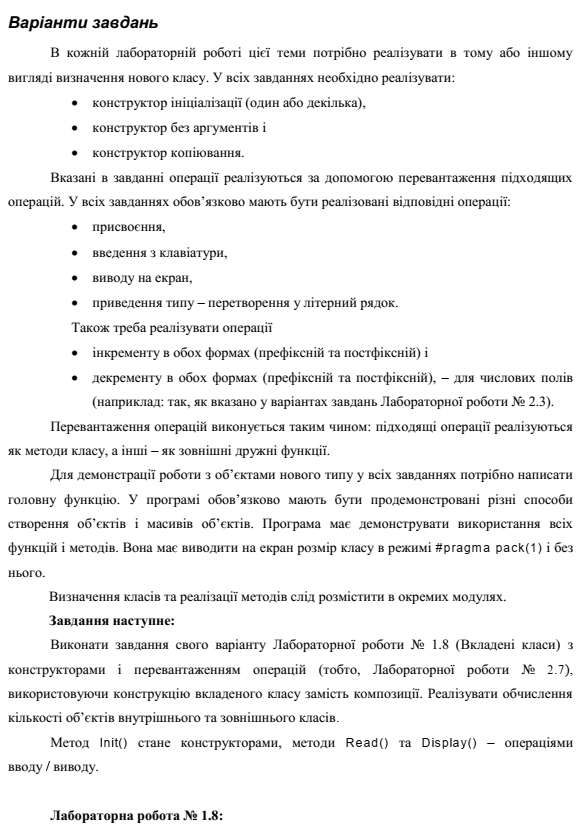 Варіанти завдань
В кожній лабораторній роботі цієї теми потрібно реалізувати в тому або іншому
вигляді визначення нового класу. У всіх завданнях необхідно реалізувати:
• конструктор ініціалізації (один або декілька),
• конструктор без аргументів і
• конструктор копіювання.
Вказані в завданні операції реалізуються за допомогою перевантаження підходящих
операцій. У всіх завданнях обов’язково мають бути реалізовані відповідні операції:
• присвоєння,
• введення з клавіатури,
• виводу на екран,
• приведення типу – перетворення у літерний рядок.
Також треба реалізувати операції
• інкременту в обох формах (префіксній та постфіксній) і
• декременту в обох формах (префіксній та постфіксній), – для числових полів
(наприклад: так, як вказано у варіантах завдань Лабораторної роботи № 2.3).
Перевантаження операцій виконується таким чином: підходящі операції реалізуються
як методи класу, а інші – як зовнішні дружні функції.
Для демонстрації роботи з об’єктами нового типу у всіх завданнях потрібно написати
головну функцію. У програмі обов’язково мають бути продемонстровані різні способи
створення об’єктів і масивів об’єктів. Програма має демонструвати використання всіх
функцій і методів. Вона має виводити на екран розмір класу в режимі #pragma pack(1) і без
нього.
Визначення класів та реалізації методів слід розмістити в окремих модулях.
Завдання наступне:
Виконати завдання свого варіанту Лабораторної роботи № 1.8 (Вкладені класи) з
конструкторами і перевантаженням операцій (тобто, Лабораторної роботи № 2.7),
використовуючи конструкцію вкладеного класу замість композиції. Реалізувати обчислення
кількості об’єктів внутрішнього та зовнішнього класів.
Метод Init() стане конструкторами, методи Read() та Display() – операціями
вводу / виводу.
Лабораторна робота № 1.8: